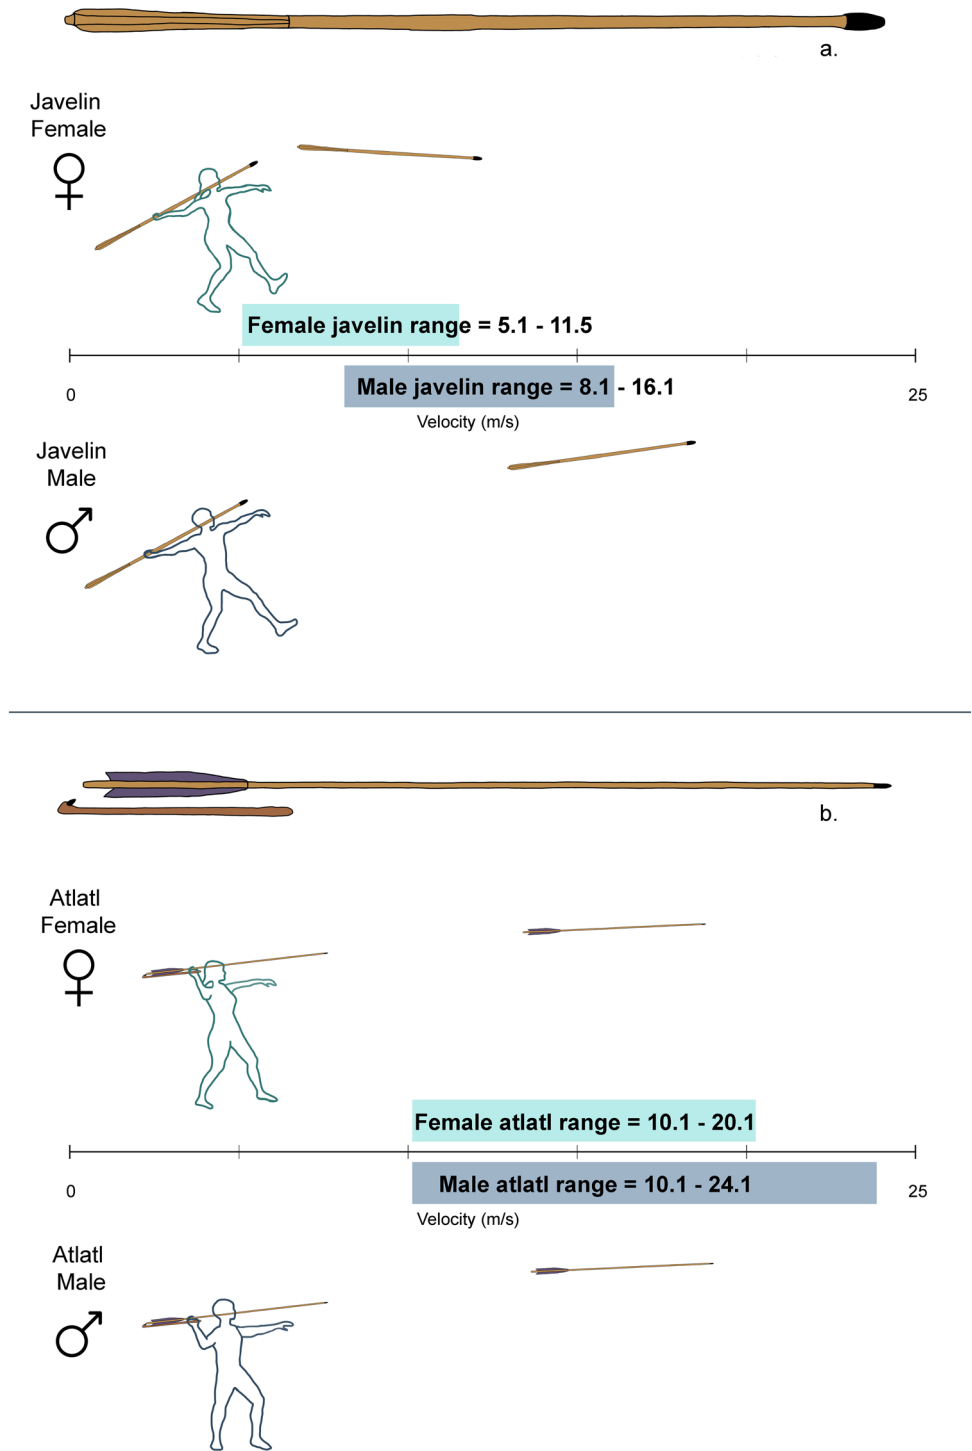 a.
Javelin
Female
♀
Female javelin range = 5.1 - 11.5
0
25
Male javelin range = 8.1 - 16.1
Velocity (m/s)
Javelin
Male
♂
b.
Atlatl
Female
♀
Female atlatl range = 10.1 - 20.1
0
25
Male atlatl range = 10.1 - 24.1
Velocity (m/s)
Atlatl
Male
♂